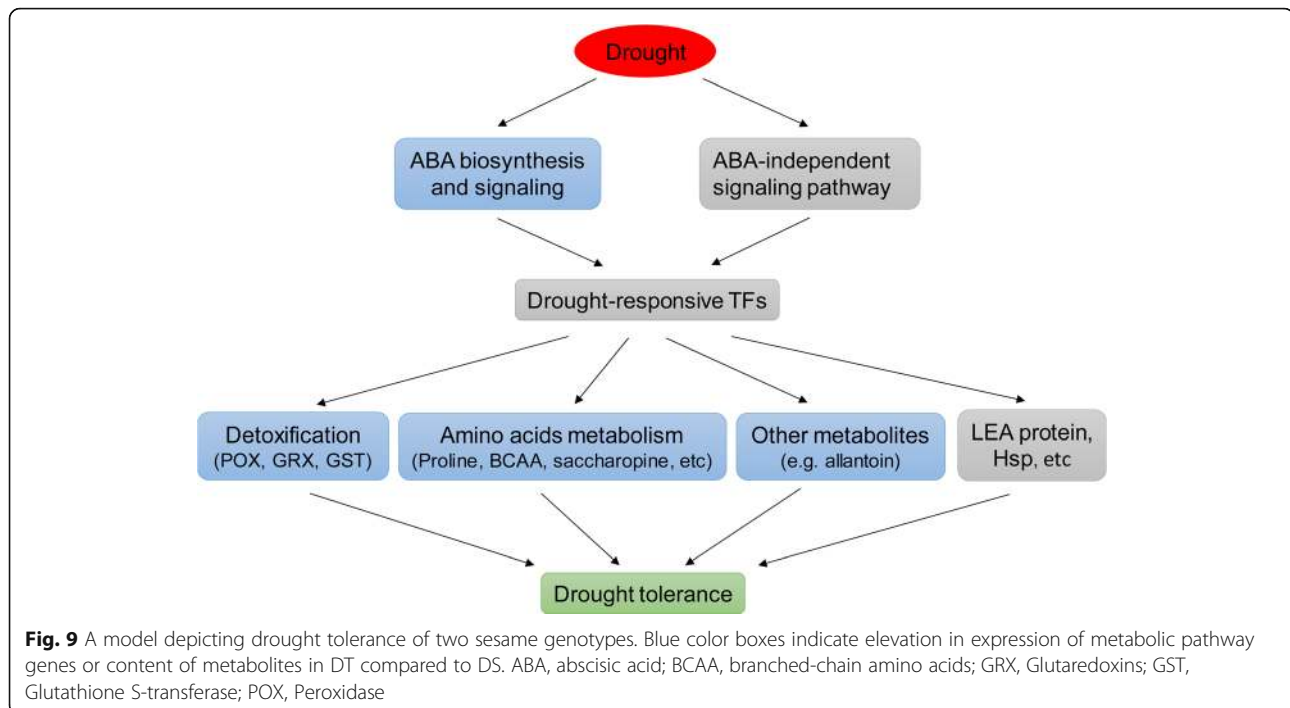 Drought
ABA biosynthesis
and signaling
ABA-independent
signaling pathway
Drought-responsive TFs
Detoxification
(POX, GRX, GST)
Amino acids metabolism
(Proline, BCAA, saccharopine, etc)
Other metabolites
(e.g. allantoin)
LEA protein,
Hsp, etc
Drought tolerance
Fig. 9 A model depicting drought tolerance of two sesame genotypes. Blue color boxes indicate elevation in expression of metabolic pathway
genes or content of metabolites in DT compared to DS. ABA, abscisic acid; BCAA, branched-chain amino acids; GRX, Glutaredoxins; GST,
Glutathione S-transferase; POX, Peroxidase